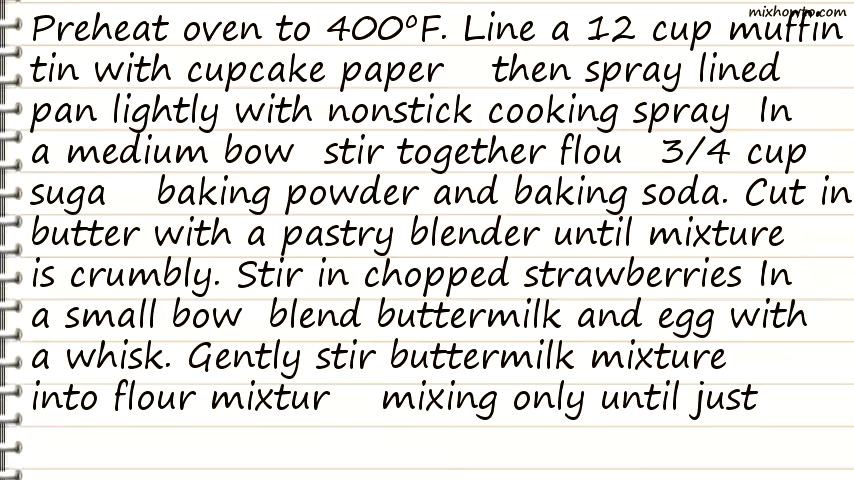 mixhowto.com
Preheat oven to 400ºF. Line a 12 cup muffin
tin with cupcake paper then spray lined
pan lightly with nonstick cooking spray In
a medium bow stir together flou 3/4 cup
suga baking powder and baking soda. Cut in
butter with a pastry blender until mixture
is crumbly. Stir in chopped strawberries In
a small bow blend buttermilk and egg with
a whisk. Gently stir buttermilk mixture
into flour mixtur mixing only until just